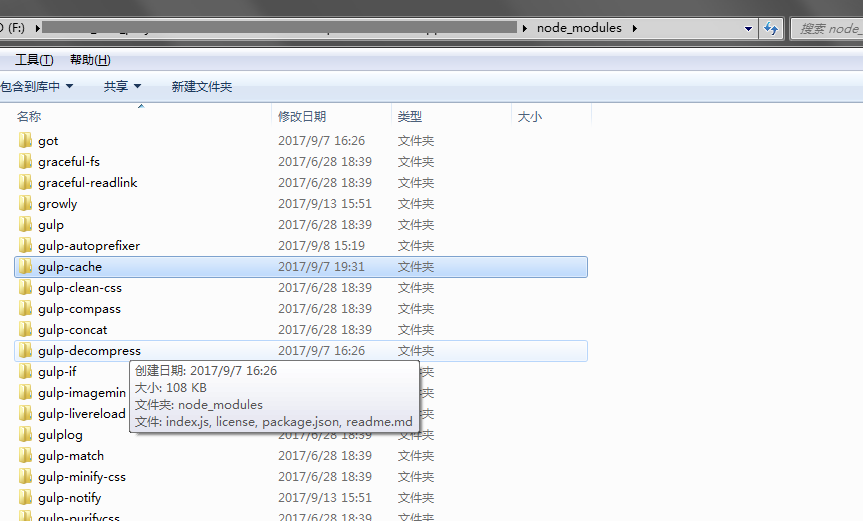 (F:) node_modules 搜索 node_
工具(T) 帮助(H)
包含到库中 共享 新建文件夹
名称 修改日期 类型 大小
got 2017/9/7 16:26 文件夹
graceful-fs 2017/6/28 18:39 文件夹
graceful-readlink 2017/6/28 18:39 文件夹
growly 2017/9/13 15:51 文件夹
gulp 2017/6/28 18:39 文件夹
gulp-autoprefixer 2017/9/8 15:19 文件夹
gulp-cache 2017/9/7 19:31 文件夹
gulp-clean-css 2017/6/28 18:39 文件夹
gulp-compass 2017/6/28 18:39 文件夹
gulp-concat 2017/6/28 18:39 文件夹
gulp-decompress 2017/9/7 16:26 文件夹
gulp-if 夹
创建日期: 2017/9/7 16:26
大小: 108 KB
gulp-imagemin 夹
文件夹: node_modules
gulp-livereload 夹
文件: index.js, license, package.json, readme.md
gulplog 2017/6/28 18:39 文件夹
gulp-match 2017/6/28 18:39 文件夹
gulp-minify-css 2017/6/28 18:39 文件夹
gulp-notify 2017/9/13 15:51 文件夹
gulp-purifycss 2017/6/28 18:39 文件夹